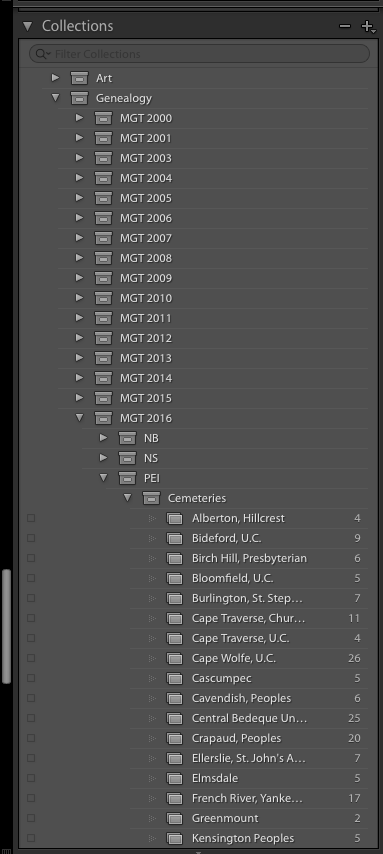 Collections
Filter Collections
Art
Genealogy
MGT 2000
MGT 2001
MGT 2003
MGT 2004
MGT 2005
MGT 2006
MGT 2007
MGT 2008
MGT 2009
MGT 2010
MGT 2011
MGT 2012
MGT 2013
MGT 2014
MGT 2015
MGT 2016
NB
NS
PEI
Cemeteries
Alberton, Hillcrest 4
Bideford, U.C. 9
Birch Hill, Presbyterian 6
Bloomfield, U.C. 5
Burlington, St. Step... 7
Cape Traverse, Chur... 11
Cape Traverse, U.C. 4
Cape Wolfe, U.C. 26
Cascumpec 5
Cavendish, Peoples 6
Central Bedeque Un... 25
Crapaud, Peoples 20
Ellerslie, St. John's A... 7
Elmsdale 5
French River, Yanke... 17
Greenmount 2
Kensington Peoples 5